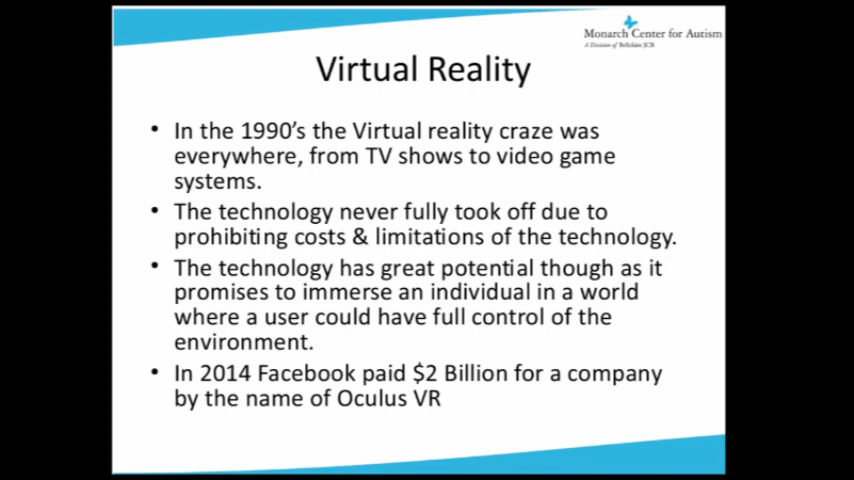 Monarch Center for Autism
A Division of Bellefaire JCB
Virtual Reality
• In the 1990's the Virtual reality craze was
everywhere, from TV shows to video game
systems.
• The technology never fully took off due to
prohibiting costs & limitations of the technology.
• The technology has great potential though as it
promises to immerse an individual in a world
where a user could have full control of the
environment.
• In 2014 Facebook paid $2 Billion for a company
by the name of Oculus VR